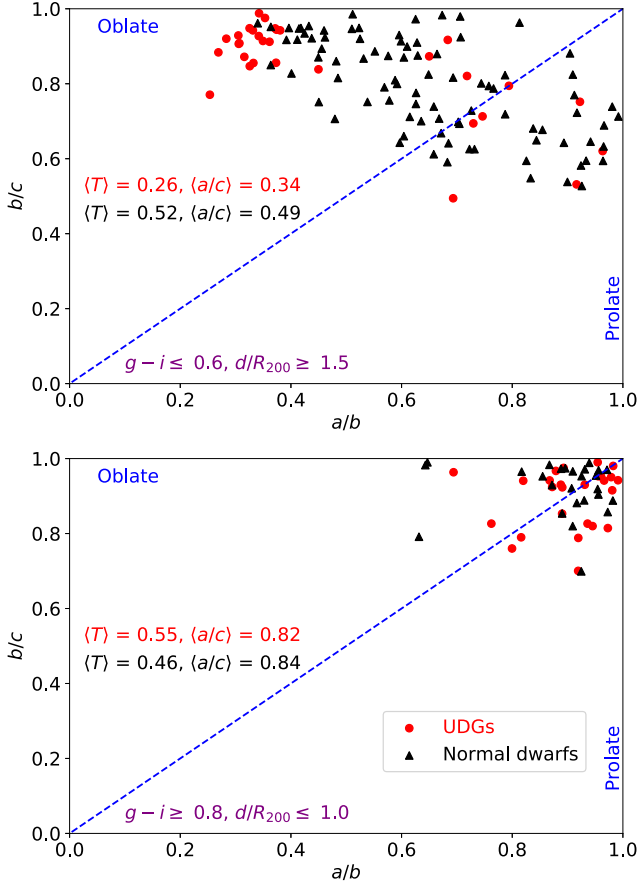 1.0
Oblate
0.8
0.6
b/c
⟨T⟩ = 0.26, ⟨a/c⟩ = 0.34
⟨T⟩ = 0.52, ⟨a/c⟩ = 0.49
0.4
0.2
Prolate
g − i ≤ 0.6, d/R₂₀₀ ≥ 1.5
0.0
0.0 0.2 0.4 0.6 0.8 1.0
a/b
1.0
Oblate
0.8
0.6
b/c
⟨T⟩ = 0.55, ⟨a/c⟩ = 0.82
⟨T⟩ = 0.46, ⟨a/c⟩ = 0.84
0.4
UDGs
Normal dwarfs
0.2
Prolate
g − i ≥ 0.8, d/R₂₀₀ ≤ 1.0
0.0
0.0 0.2 0.4 0.6 0.8 1.0
a/b